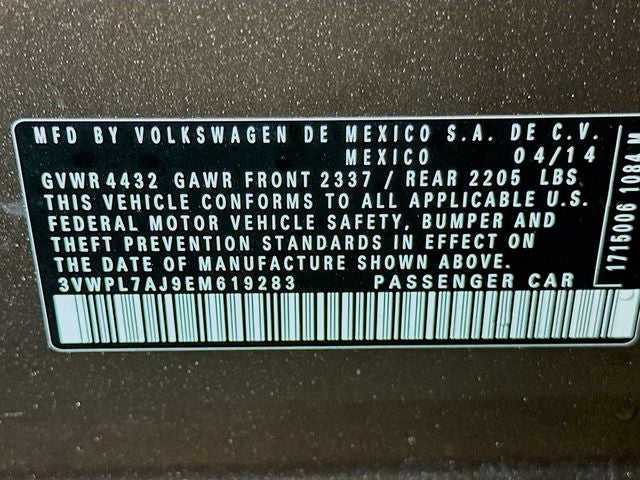 MFD BY VOLKSWAGEN DE MEXICO S.A. DE C.V.
MEXICO 04/14
GVWR4432 GAWR FRONT 2337 / REAR 2205 LBS
THIS VEHICLE CONFORMS TO ALL APPLICABLE U.S.
FEDERAL MOTOR VEHICLE SAFETY, BUMPER AND
THEFT PREVENTION STANDARDS IN EFFECT ON
THE DATE OF MANUFACTURE SHOWN ABOVE.
3VWPL7AJ9EM619283 PASSENGER CAR
1715006 1084 M